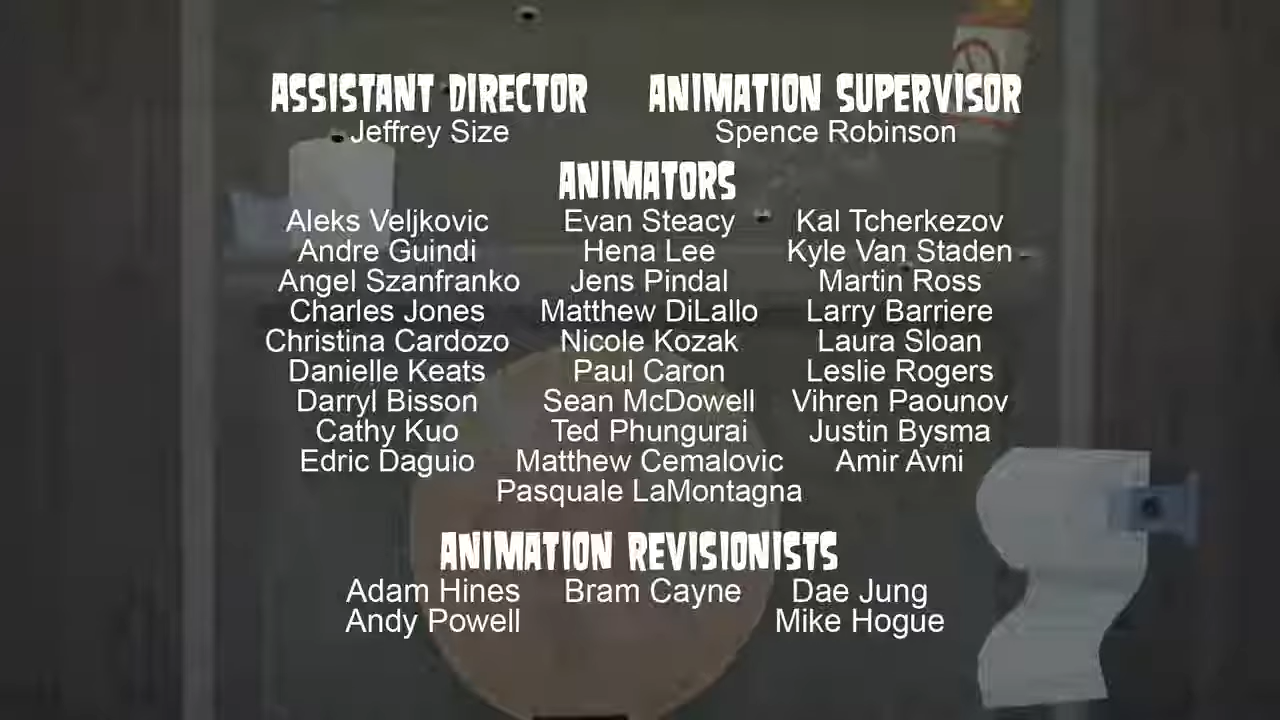 ASSISTANT DIRECTOR ANIMATION SUPERVISOR
Jeffrey Size Spence Robinson
ANIMATORS
Aleks Veljkovic Evan Steacy Kal Tcherkezov
Andre Guindi Hena Lee Kyle Van Staden
Angel Szanfranko Jens Pindal Martin Ross
Charles Jones Matthew DiLallo Larry Barriere
Christina Cardozo Nicole Kozak Laura Sloan
Danielle Keats Paul Caron Leslie Rogers
Darryl Bisson Sean McDowell Vihren Paounov
Cathy Kuo Ted Phungurai Justin Bysma
Edric Daguio Matthew Cemalovic Amir Avni
Pasquale LaMontagna
ANIMATION REVISIONISTS
Adam Hines Bram Cayne Dae Jung
Andy Powell Mike Hogue